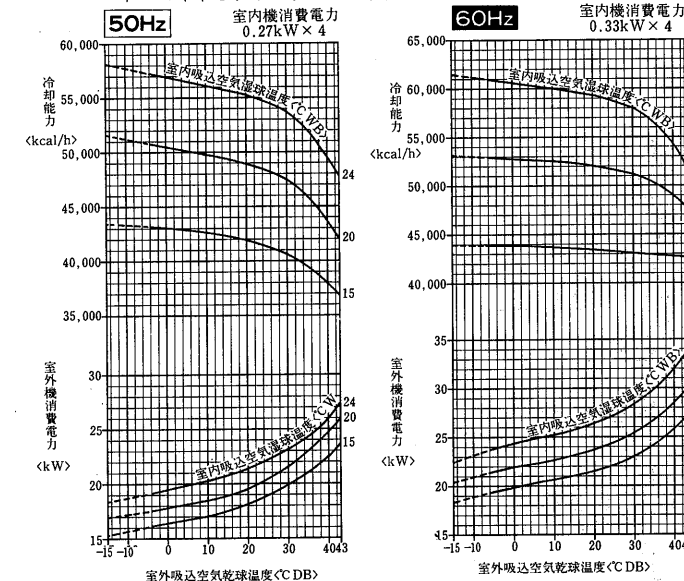 50Hz
室内機消費電力
0.27kW×4
60,000
55,000
50,000
45,000
40,000
35,000
冷却能力
<kcal/h>
室内吸込空気湿球温度<℃WB>
24
20
15
30
25
20
15
室外機消費電力
<kW>
室内吸込空気湿球温度<℃W
24
20
15
-15 -10 0 10 20 30 40 43
室外吸込空気乾球温度<℃DB>
60Hz
室内機消費電力
0.33kW×4
65,000
60,000
55,000
50,000
45,000
40,000
冷却能力
<kcal/h>
室内吸込空気湿球温度<℃WB>
35
30
25
20
15
室外機消費電力
<kW>
室内吸込空気湿球温度<℃WB>
-15 -10 0 10 20 30 40
室外吸込空気乾球温度<℃DB>